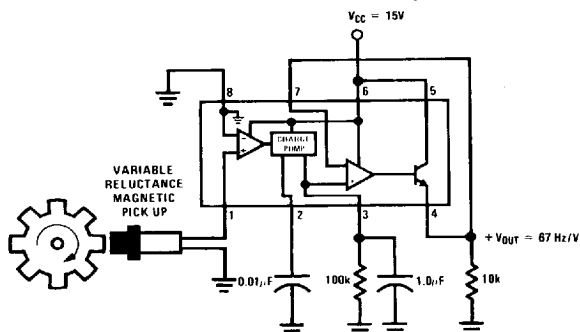 VCC = 15V
8
7
6
5
CHARGE
PUMP
VARIABLE
RELUCTANCE
MAGNETIC
PICK UP
1
2
3
4
+ VOUT = 67 Hz/V
0.01μF
100k
1.0μF
10k